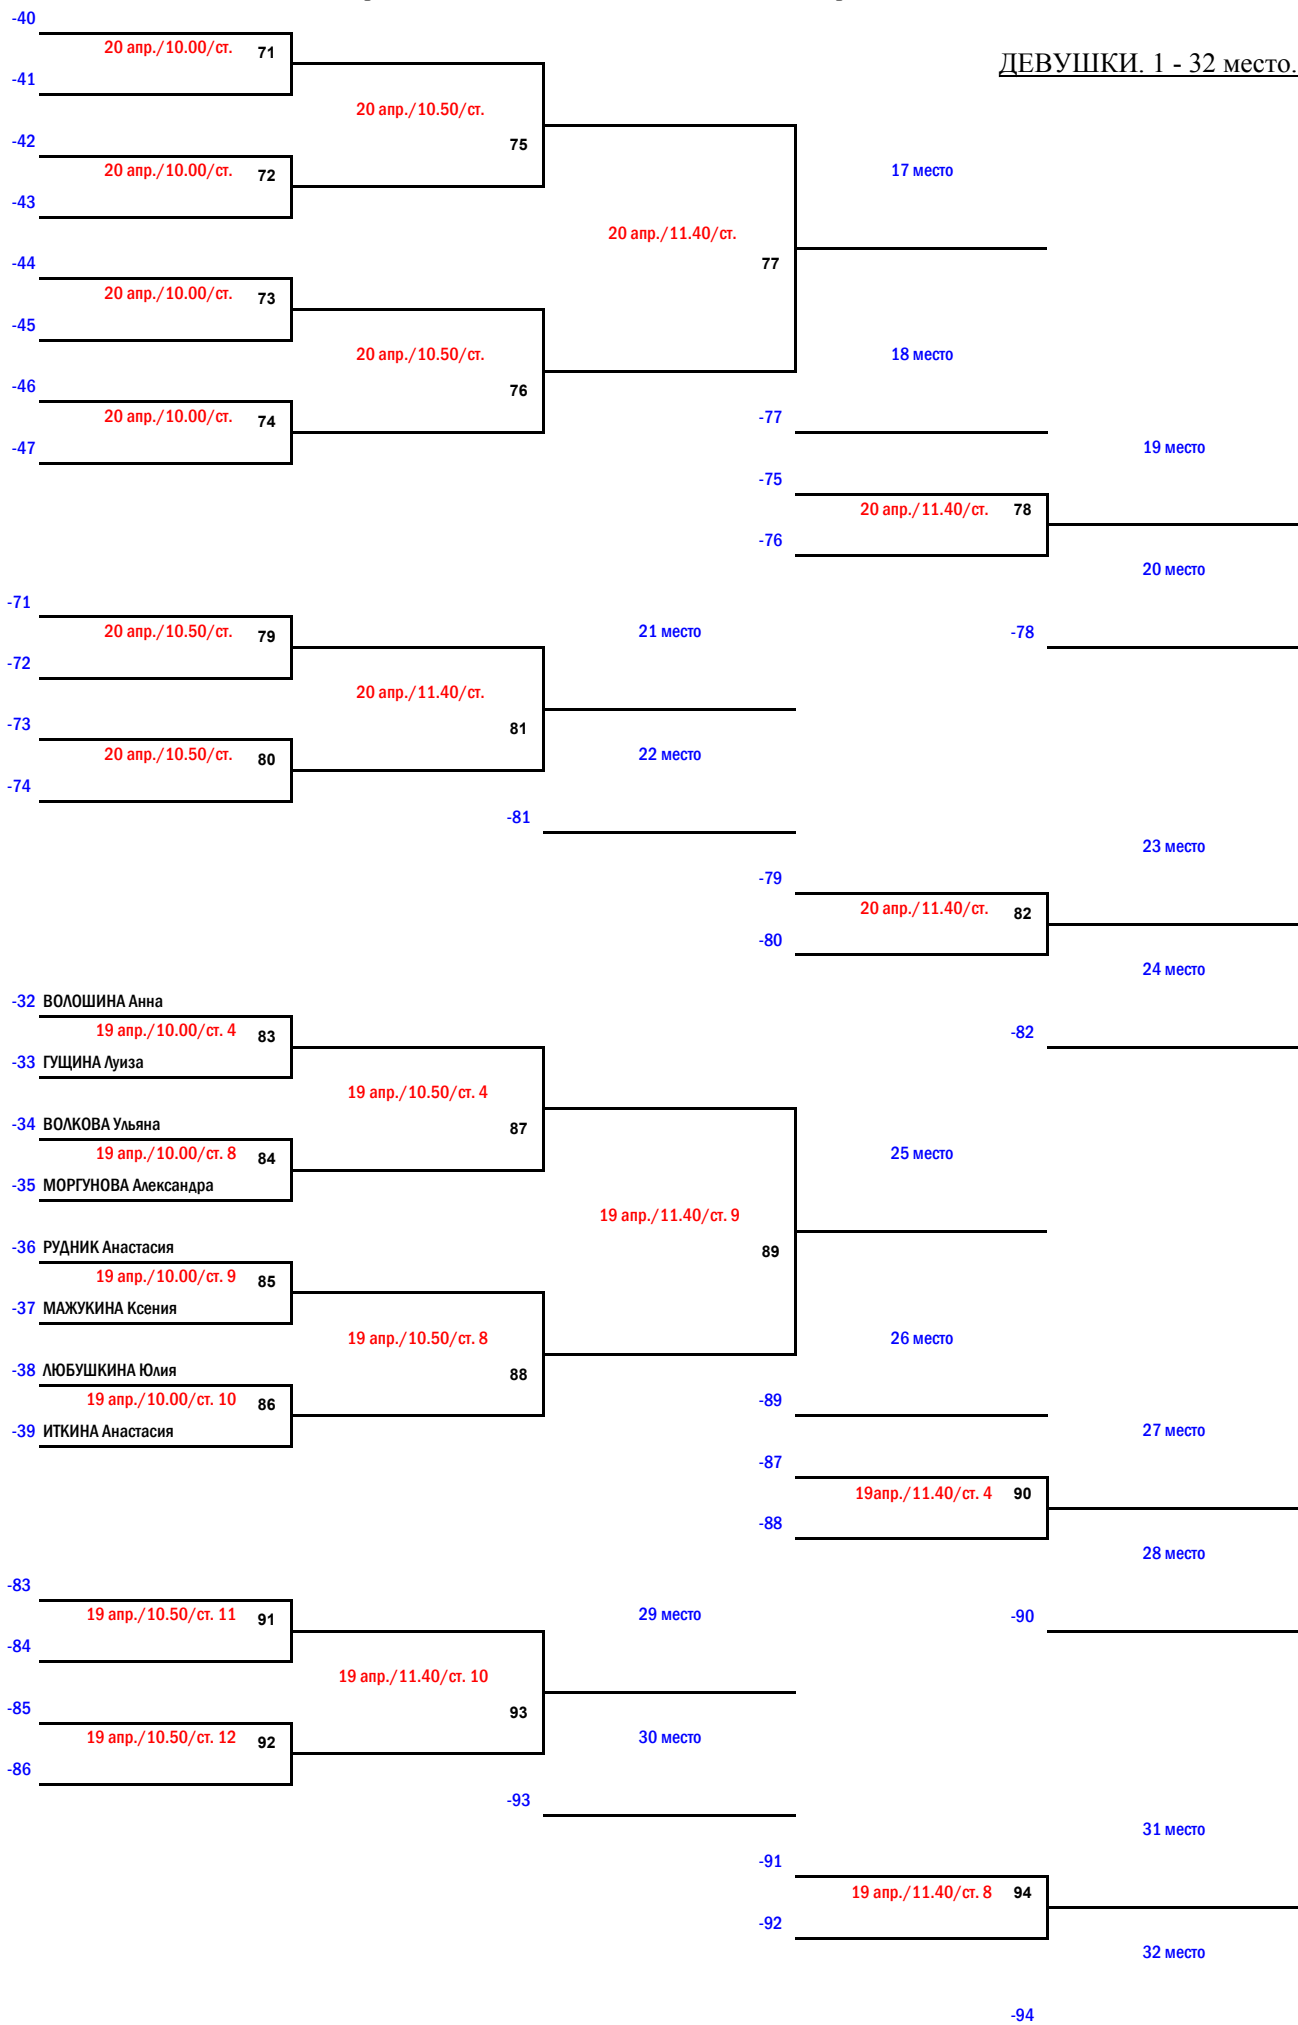 -40
20 апр./10.00/ст. 71
-41
ДЕВУШКИ. 1 - 32 место.
20 апр./10.50/ст.
75
-42
20 апр./10.00/ст. 72
17 место
-43
20 апр./11.40/ст.
77
-44
20 апр./10.00/ст. 73
-45
20 апр./10.50/ст.
76
18 место
-46
20 апр./10.00/ст. 74
-77
-47
19 место
-75
20 апр./11.40/ст. 78
-76
20 место
-71
20 апр./10.50/ст. 79
21 место
-78
-72
20 апр./11.40/ст.
81
-73
20 апр./10.50/ст. 80
22 место
-74
-81
23 место
-79
20 апр./11.40/ст. 82
-80
24 место
-32 ВОЛОШИНА Анна
19 апр./10.00/ст. 4 83
-82
-33 ГУЩИНА Луиза
19 апр./10.50/ст. 4
87
-34 ВОЛКОВА Ульяна
19 апр./10.00/ст. 8 84
25 место
-35 МОРГУНОВА Александра
19 апр./11.40/ст. 9
89
-36 РУДНИК Анастасия
19 апр./10.00/ст. 9 85
-37 МАЖУКИНА Ксения
19 апр./10.50/ст. 8
88
26 место
-38 ЛЮБУШКИНА Юлия
19 апр./10.00/ст. 10 86
-89
-39 ИТКИНА Анастасия
27 место
-87
19апр./11.40/ст. 4 90
-88
28 место
-83
19 апр./10.50/ст. 11 91
29 место
-90
-84
19 апр./11.40/ст. 10
93
-85
19 апр./10.50/ст. 12 92
30 место
-86
-93
31 место
-91
19 апр./11.40/ст. 8 94
-92
32 место
-94